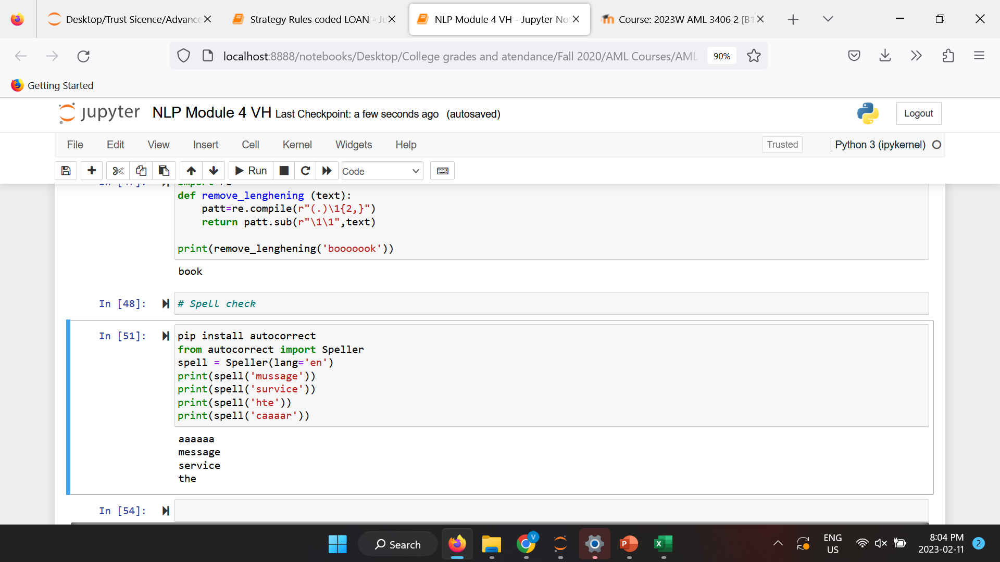 Desktop/Trust Sicence/Advance
Strategy Rules coded LOAN - Ju
NLP Module 4 VH - Jupyter Not
Course: 2023W AML 3406 2 [B1
localhost:8888/notebooks/Desktop/College grades and atendance/Fall 2020/AML Courses/AML
90%
Getting Started
jupyter NLP Module 4 VH Last Checkpoint: a few seconds ago (autosaved)
Logout
File Edit View Insert Cell Kernel Widgets Help
Trusted
Python 3 (ipykernel)
Run
Code
In [47]: import re
def remove_lenghening (text):
patt=re.compile(r"(.)\1{2,}")
return patt.sub(r"\1\1",text)
print(remove_lenghening('booooook'))
book
In [48]: # Spell check
In [51]: pip install autocorrect
from autocorrect import Speller
spell = Speller(lang='en')
print(spell('mussage'))
print(spell('survice'))
print(spell('hte'))
print(spell('caaaar'))
aaaaaa
message
service
the
In [54]:
Search
V
P
X
ENG
US
8:04 PM
2023-02-11
2